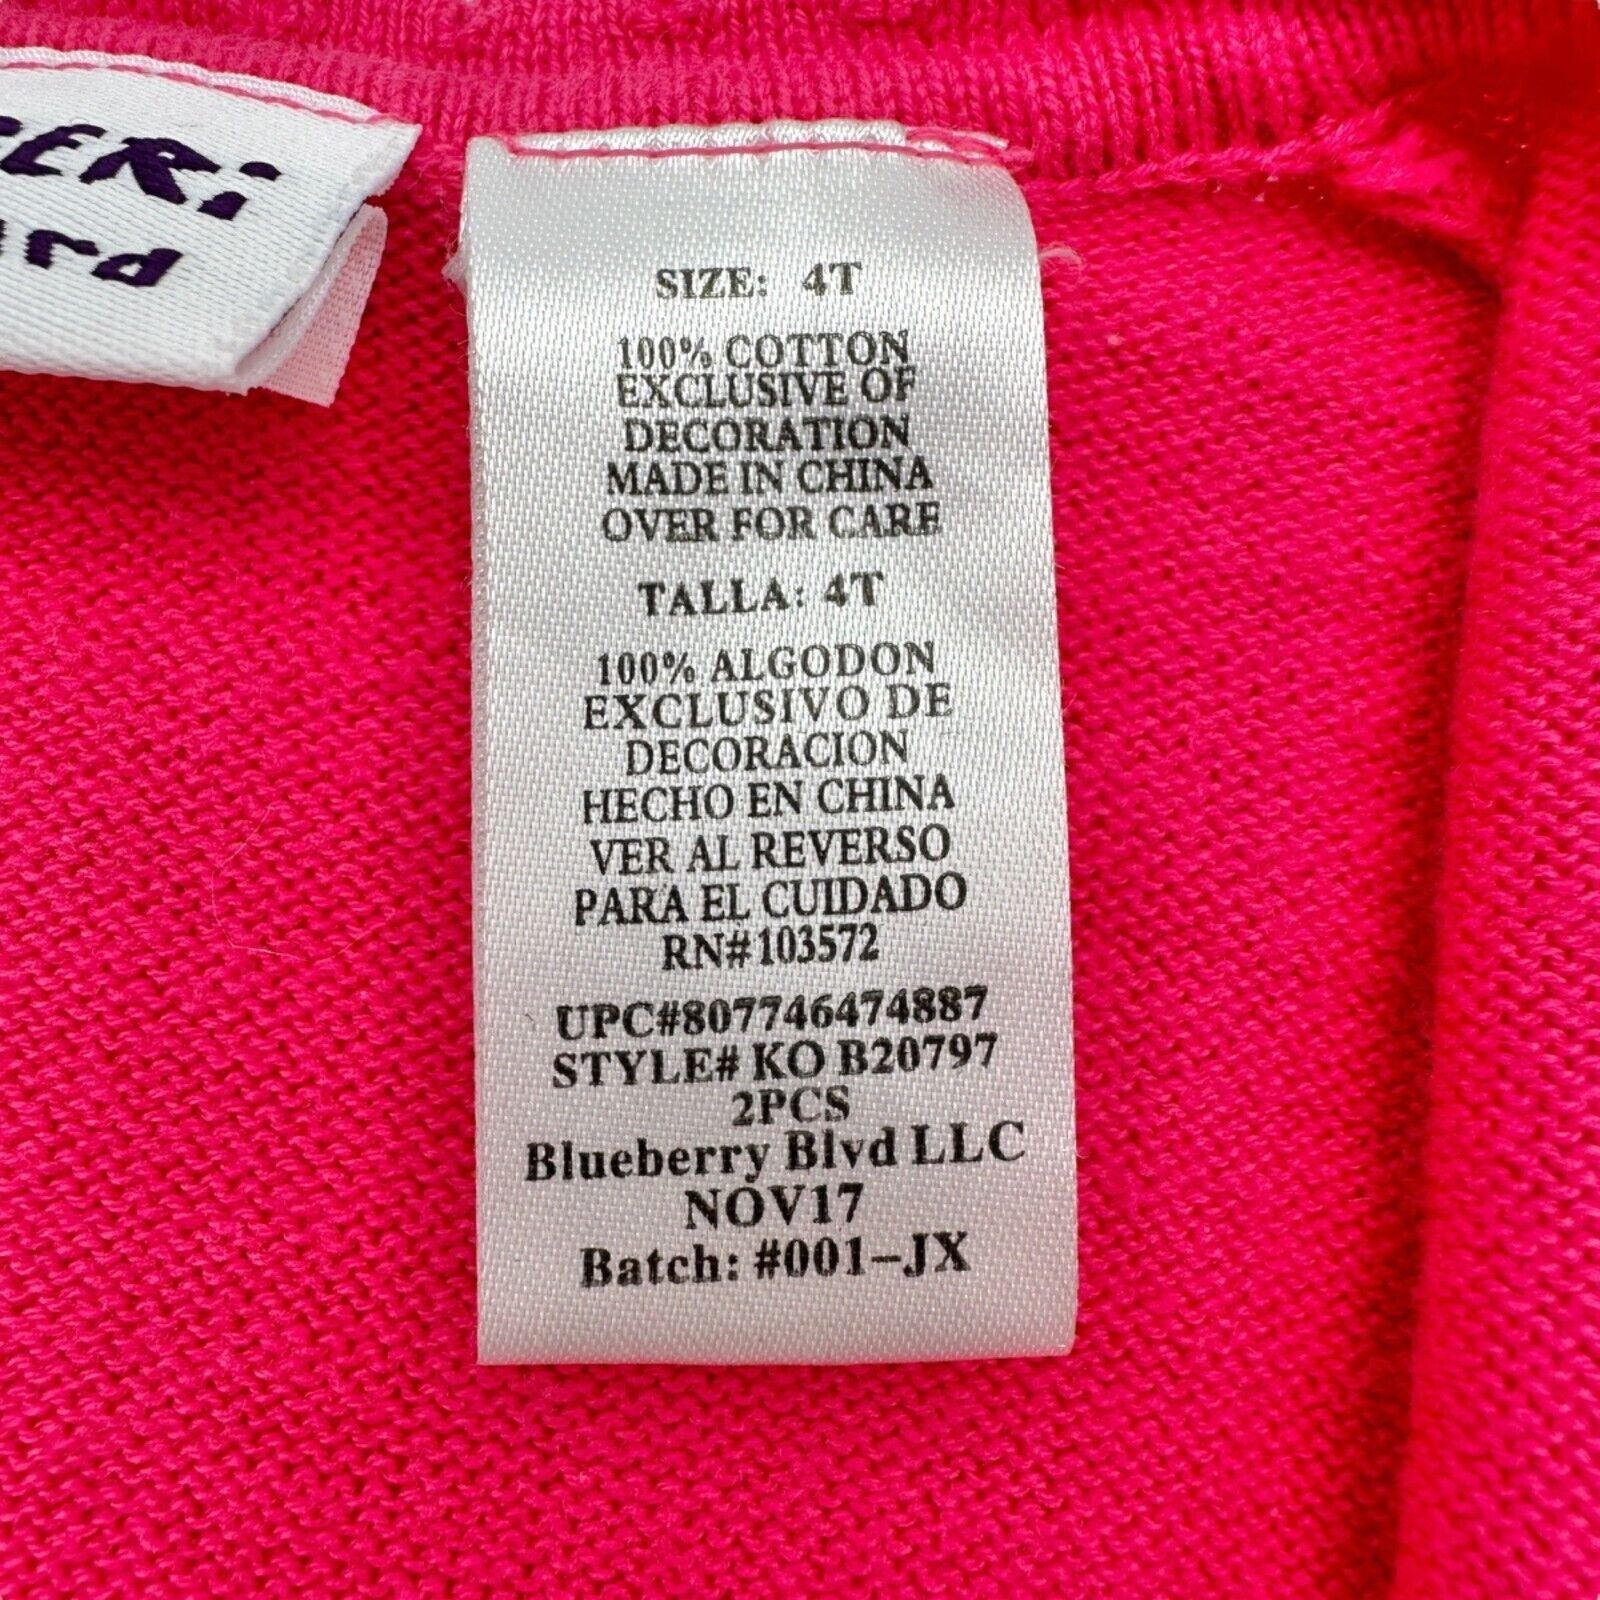 SIZE: 4T
100% COTTON
EXCLUSIVE OF
DECORATION
MADE IN CHINA
OVER FOR CARE
TALLA: 4T
100% ALGODON
EXCLUSIVO DE
DECORACION
HECHO EN CHINA
VER AL REVERSO
PARA EL CUIDADO
RN#103572
UPC#807746474887
STYLE# KO B20797
2PCS
Blueberry Blvd LLC
NOV17
Batch: #001-JX